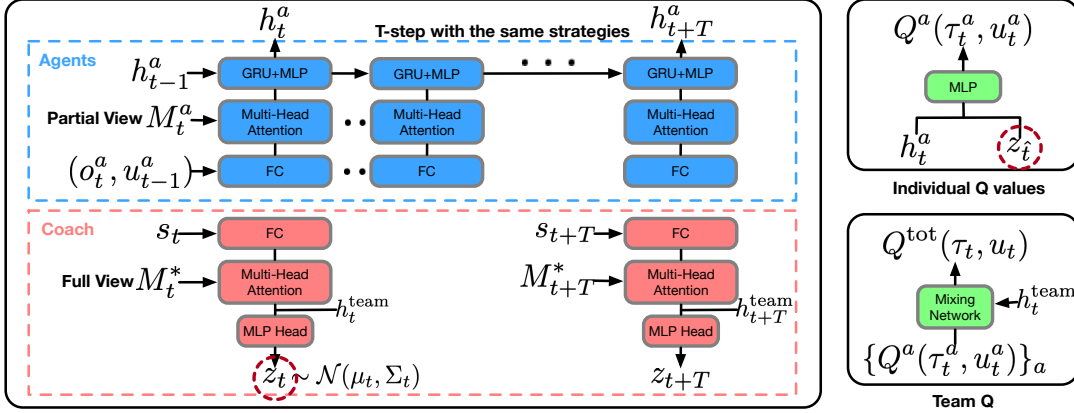 h_t^a
T-step with the same strategies
h_{t+T}^a
Agents
h_{t-1}^a
GRU+MLP
GRU+MLP
• • •
GRU+MLP
Partial View M_t^a
Multi-Head Attention
Multi-Head Attention
Multi-Head Attention
(o_t^a, u_{t-1}^a)
FC
FC
FC
Coach
s_t
FC
s_{t+T}
FC
Full View M_t^*
Multi-Head Attention
M_{t+T}^*
Multi-Head Attention
h_t^{team}
h_{t+T}^{team}
MLP Head
MLP Head
z_t ~ N(μ_t, Σ_t)
z_{t+T}
Q^a(τ_t^a, u_t^a)
MLP
h_t^a
z_{\hat{t}}
Individual Q values
Q^{tot}(τ_t, u_t)
Mixing Network
h_t^{team}
{Q^a(τ_t^a, u_t^a)}_a
Team Q